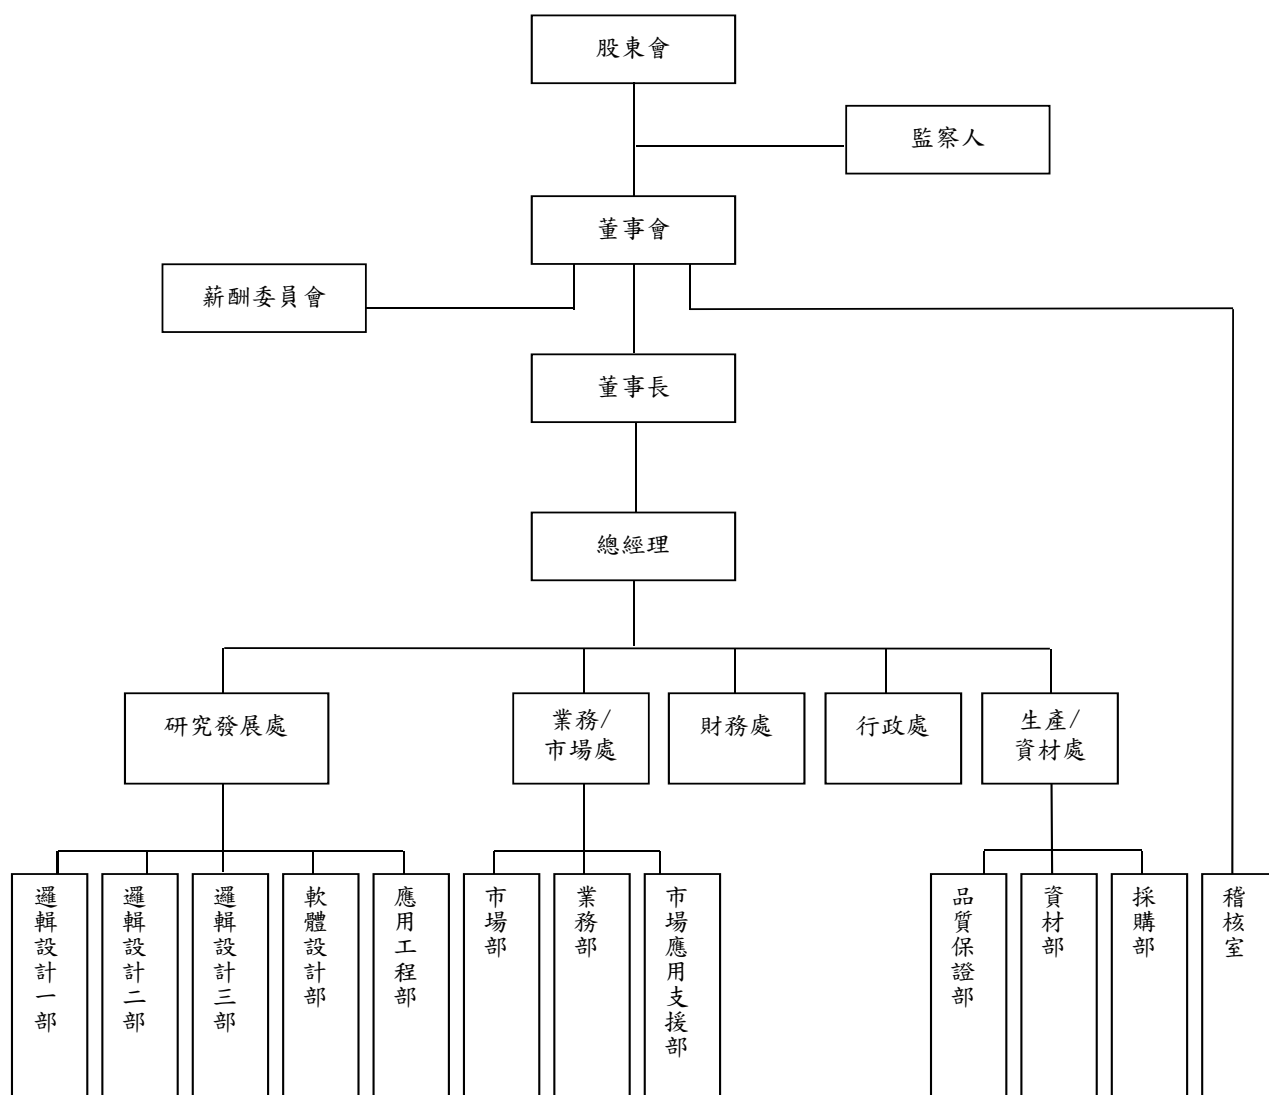 股東會
監察人
董事會
薪酬委員會
董事長
總經理
研究發展處
業務/
市場處
財務處
行政處
生產/
資材處
邏輯設計一部
邏輯設計二部
邏輯設計三部
軟體設計部
應用工程部
市場部
業務部
市場應用支援部
品質保證部
資材部
採購部
稽核室